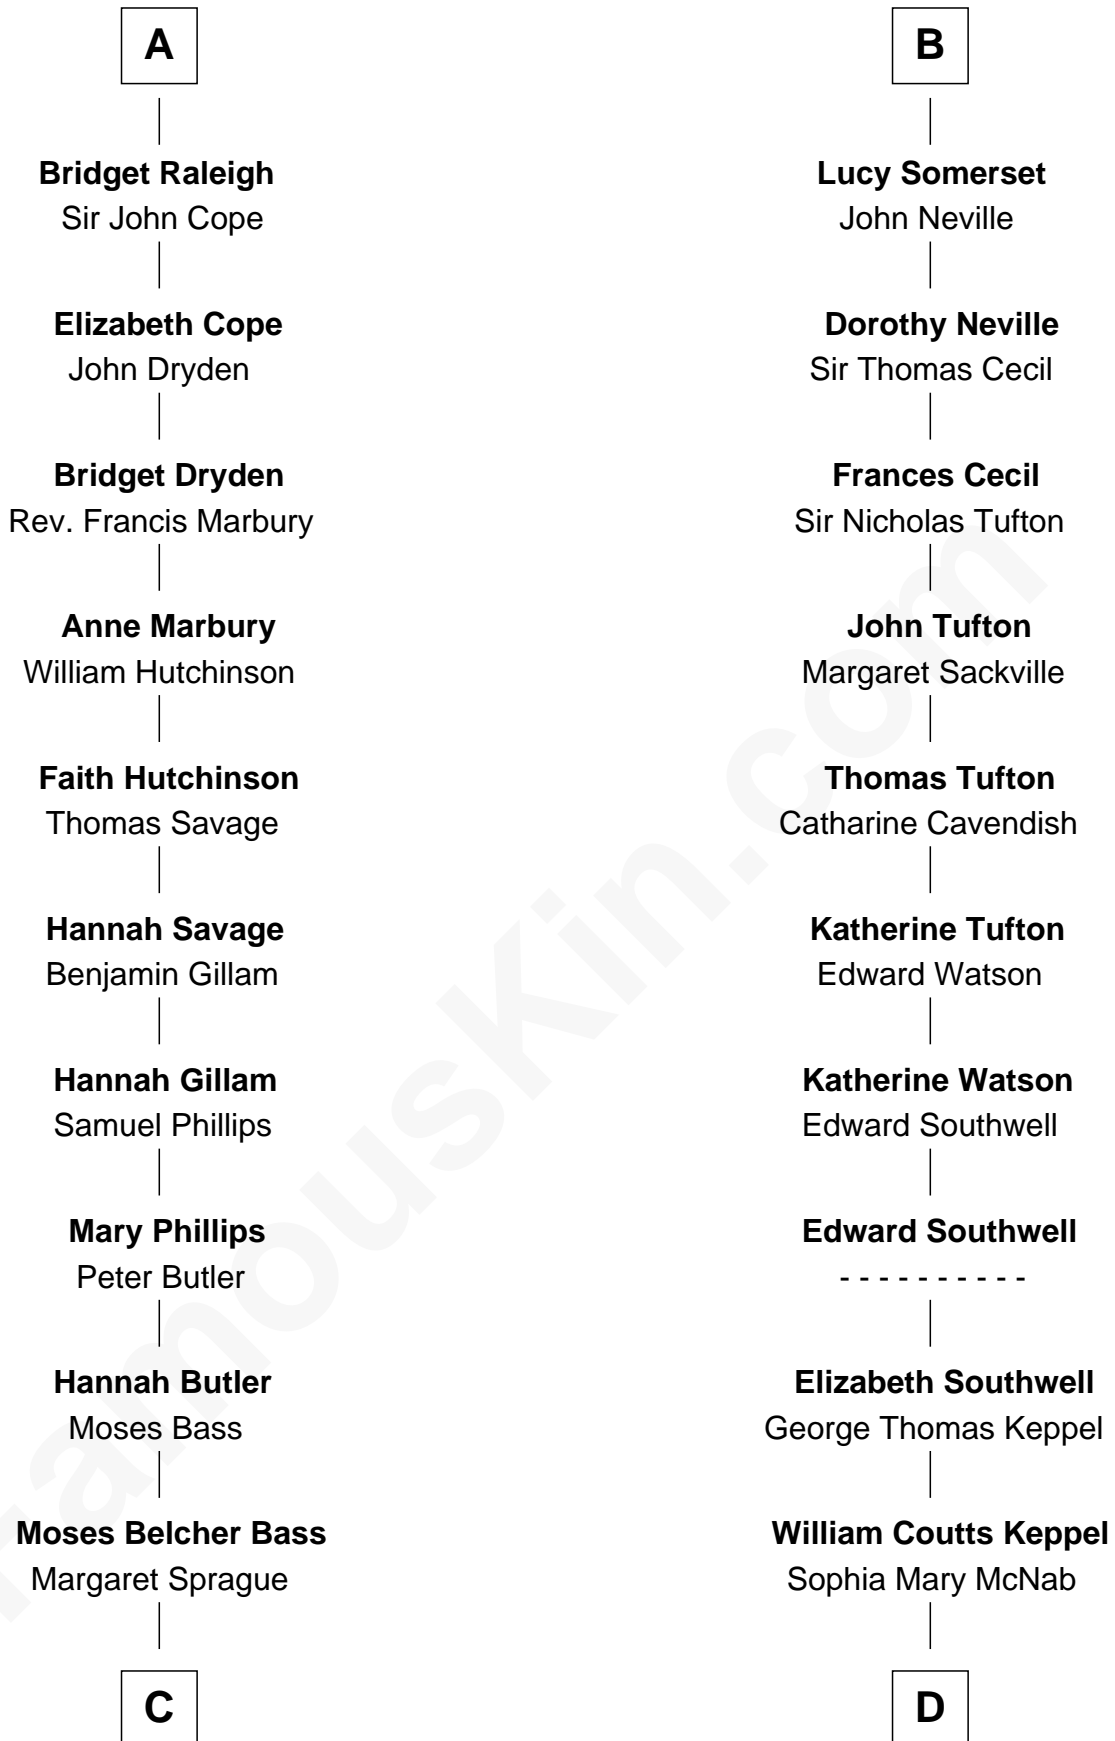 A
Bridget Raleigh
Sir John Cope
Elizabeth Cope
John Dryden
Bridget Dryden
Rev. Francis Marbury
Anne Marbury
William Hutchinson
Faith Hutchinson
Thomas Savage
Hannah Savage
Benjamin Gillam
Hannah Gillam
Samuel Phillips
Mary Phillips
Peter Butler
Hannah Butler
Moses Bass
Moses Belcher Bass
Margaret Sprague
C
B
Lucy Somerset
John Neville
Dorothy Neville
Sir Thomas Cecil
Frances Cecil
Sir Nicholas Tufton
John Tufton
Margaret Sackville
Thomas Tufton
Catharine Cavendish
Katherine Tufton
Edward Watson
Katherine Watson
Edward Southwell
Edward Southwell
- - - - - - - - - -
Elizabeth Southwell
George Thomas Keppel
William Coutts Keppel
Sophia Mary McNab
D
FamousKin.com